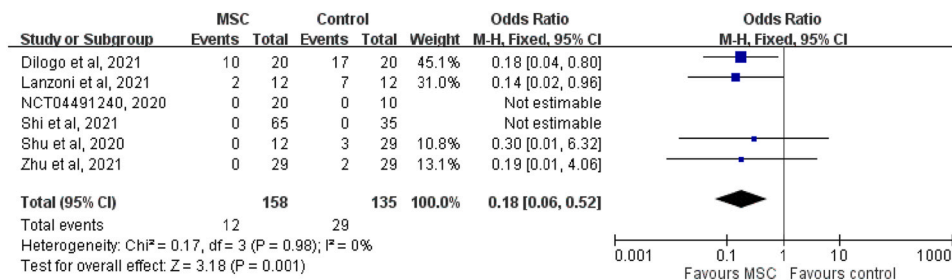 MSC Control Odds Ratio Odds Ratio
Study or Subgroup Events Total Events Total Weight M-H, Fixed, 95% CI M-H, Fixed, 95% CI
Dilogo et al, 2021 10 20 17 20 45.1% 0.18 [0.04, 0.80]
Lanzoni et al, 2021 2 12 7 12 31.0% 0.14 [0.02, 0.96]
NCT04491240, 2020 0 20 0 10 Not estimable
Shi et al, 2021 0 65 0 35 Not estimable
Shu et al, 2020 0 12 3 29 10.8% 0.30 [0.01, 6.32]
Zhu et al, 2021 0 29 2 29 13.1% 0.19 [0.01, 4.06]
Total (95% CI) 158 135 100.0% 0.18 [0.06, 0.52]
Total events 12 29
Heterogeneity: Chi² = 0.17, df = 3 (P = 0.98); I² = 0%
Test for overall effect: Z = 3.18 (P = 0.001)
0.001 0.1 1 10 1000
Favours MSC Favours control